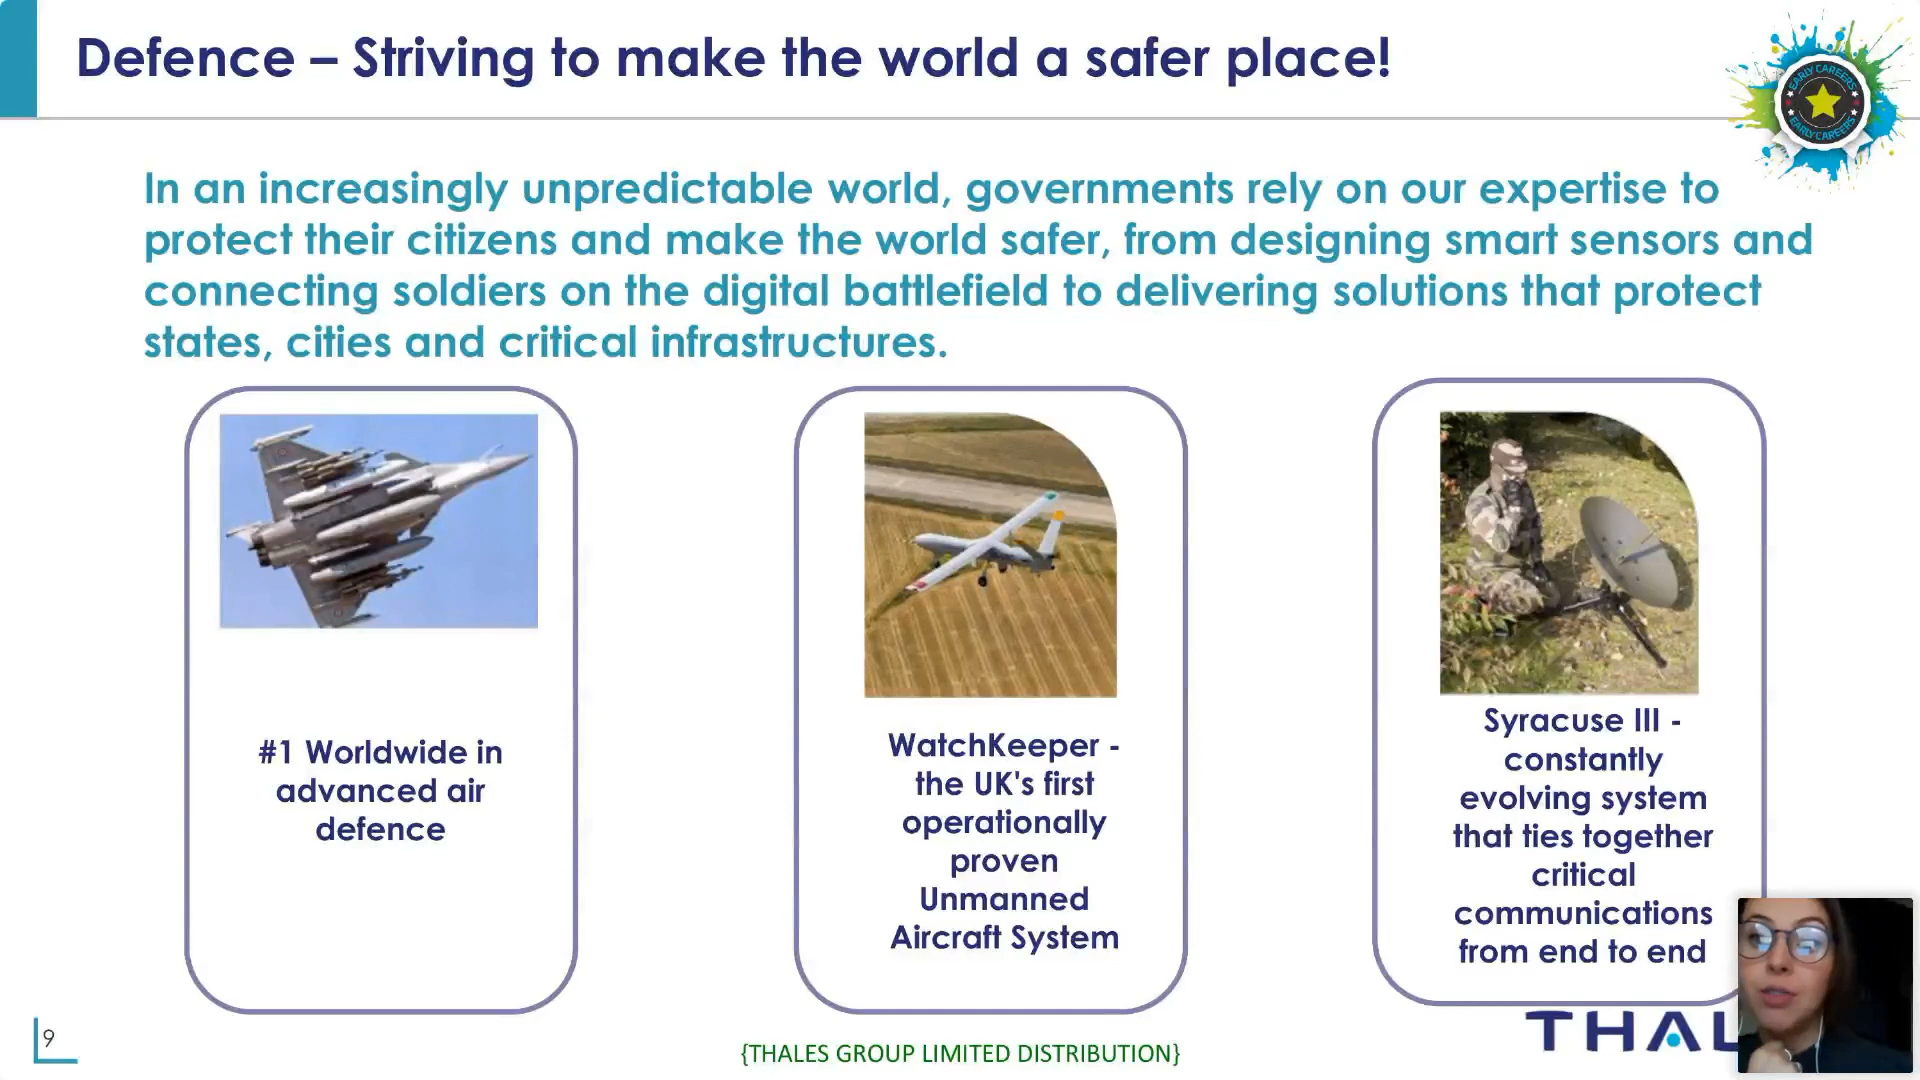 Defence – Striving to make the world a safer place!
EARLY CAREERS
EARLY CAREERS
In an increasingly unpredictable world, governments rely on our expertise to
protect their citizens and make the world safer, from designing smart sensors and
connecting soldiers on the digital battlefield to delivering solutions that protect
states, cities and critical infrastructures.
#1 Worldwide in
advanced air
defence
WatchKeeper -
the UK's first
operationally
proven
Unmanned
Aircraft System
Syracuse III -
constantly
evolving system
that ties together
critical
communications
from end to end
9
{THALES GROUP LIMITED DISTRIBUTION}
THAL